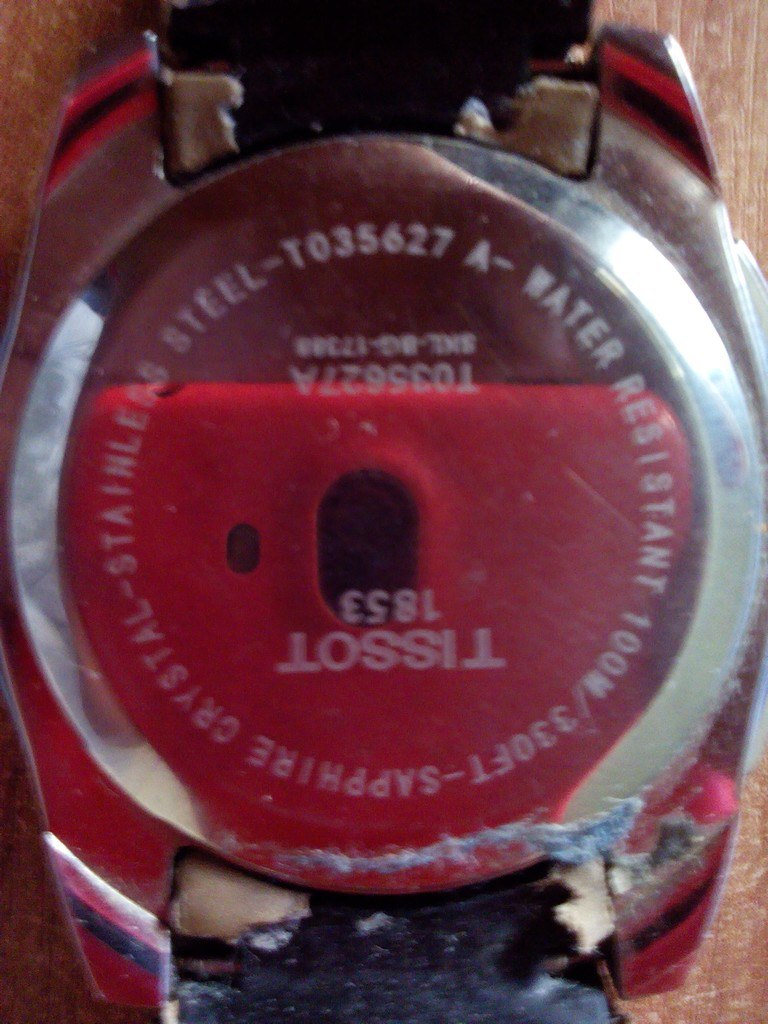 STAINLESS STEEL-T035627 A- WATER RESISTANT 100M/330FT-SAPPHIRE CRYSTAL-
TISSOT
1853
T035627A